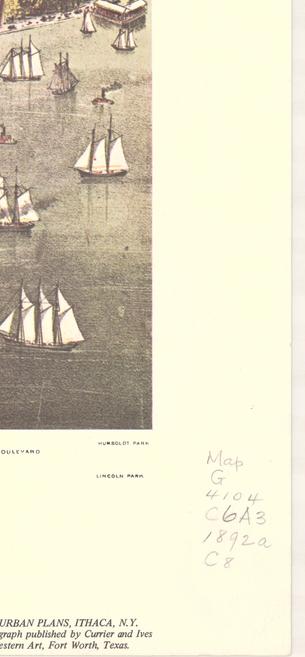 HUMBOLDT PARK
OULEVARD
LINCOLN PARK
Map
G
4104
C6A3
1892a
C8
URBAN PLANS, ITHACA, N.Y.
graph published by Currier and Ives
estern Art, Fort Worth, Texas.